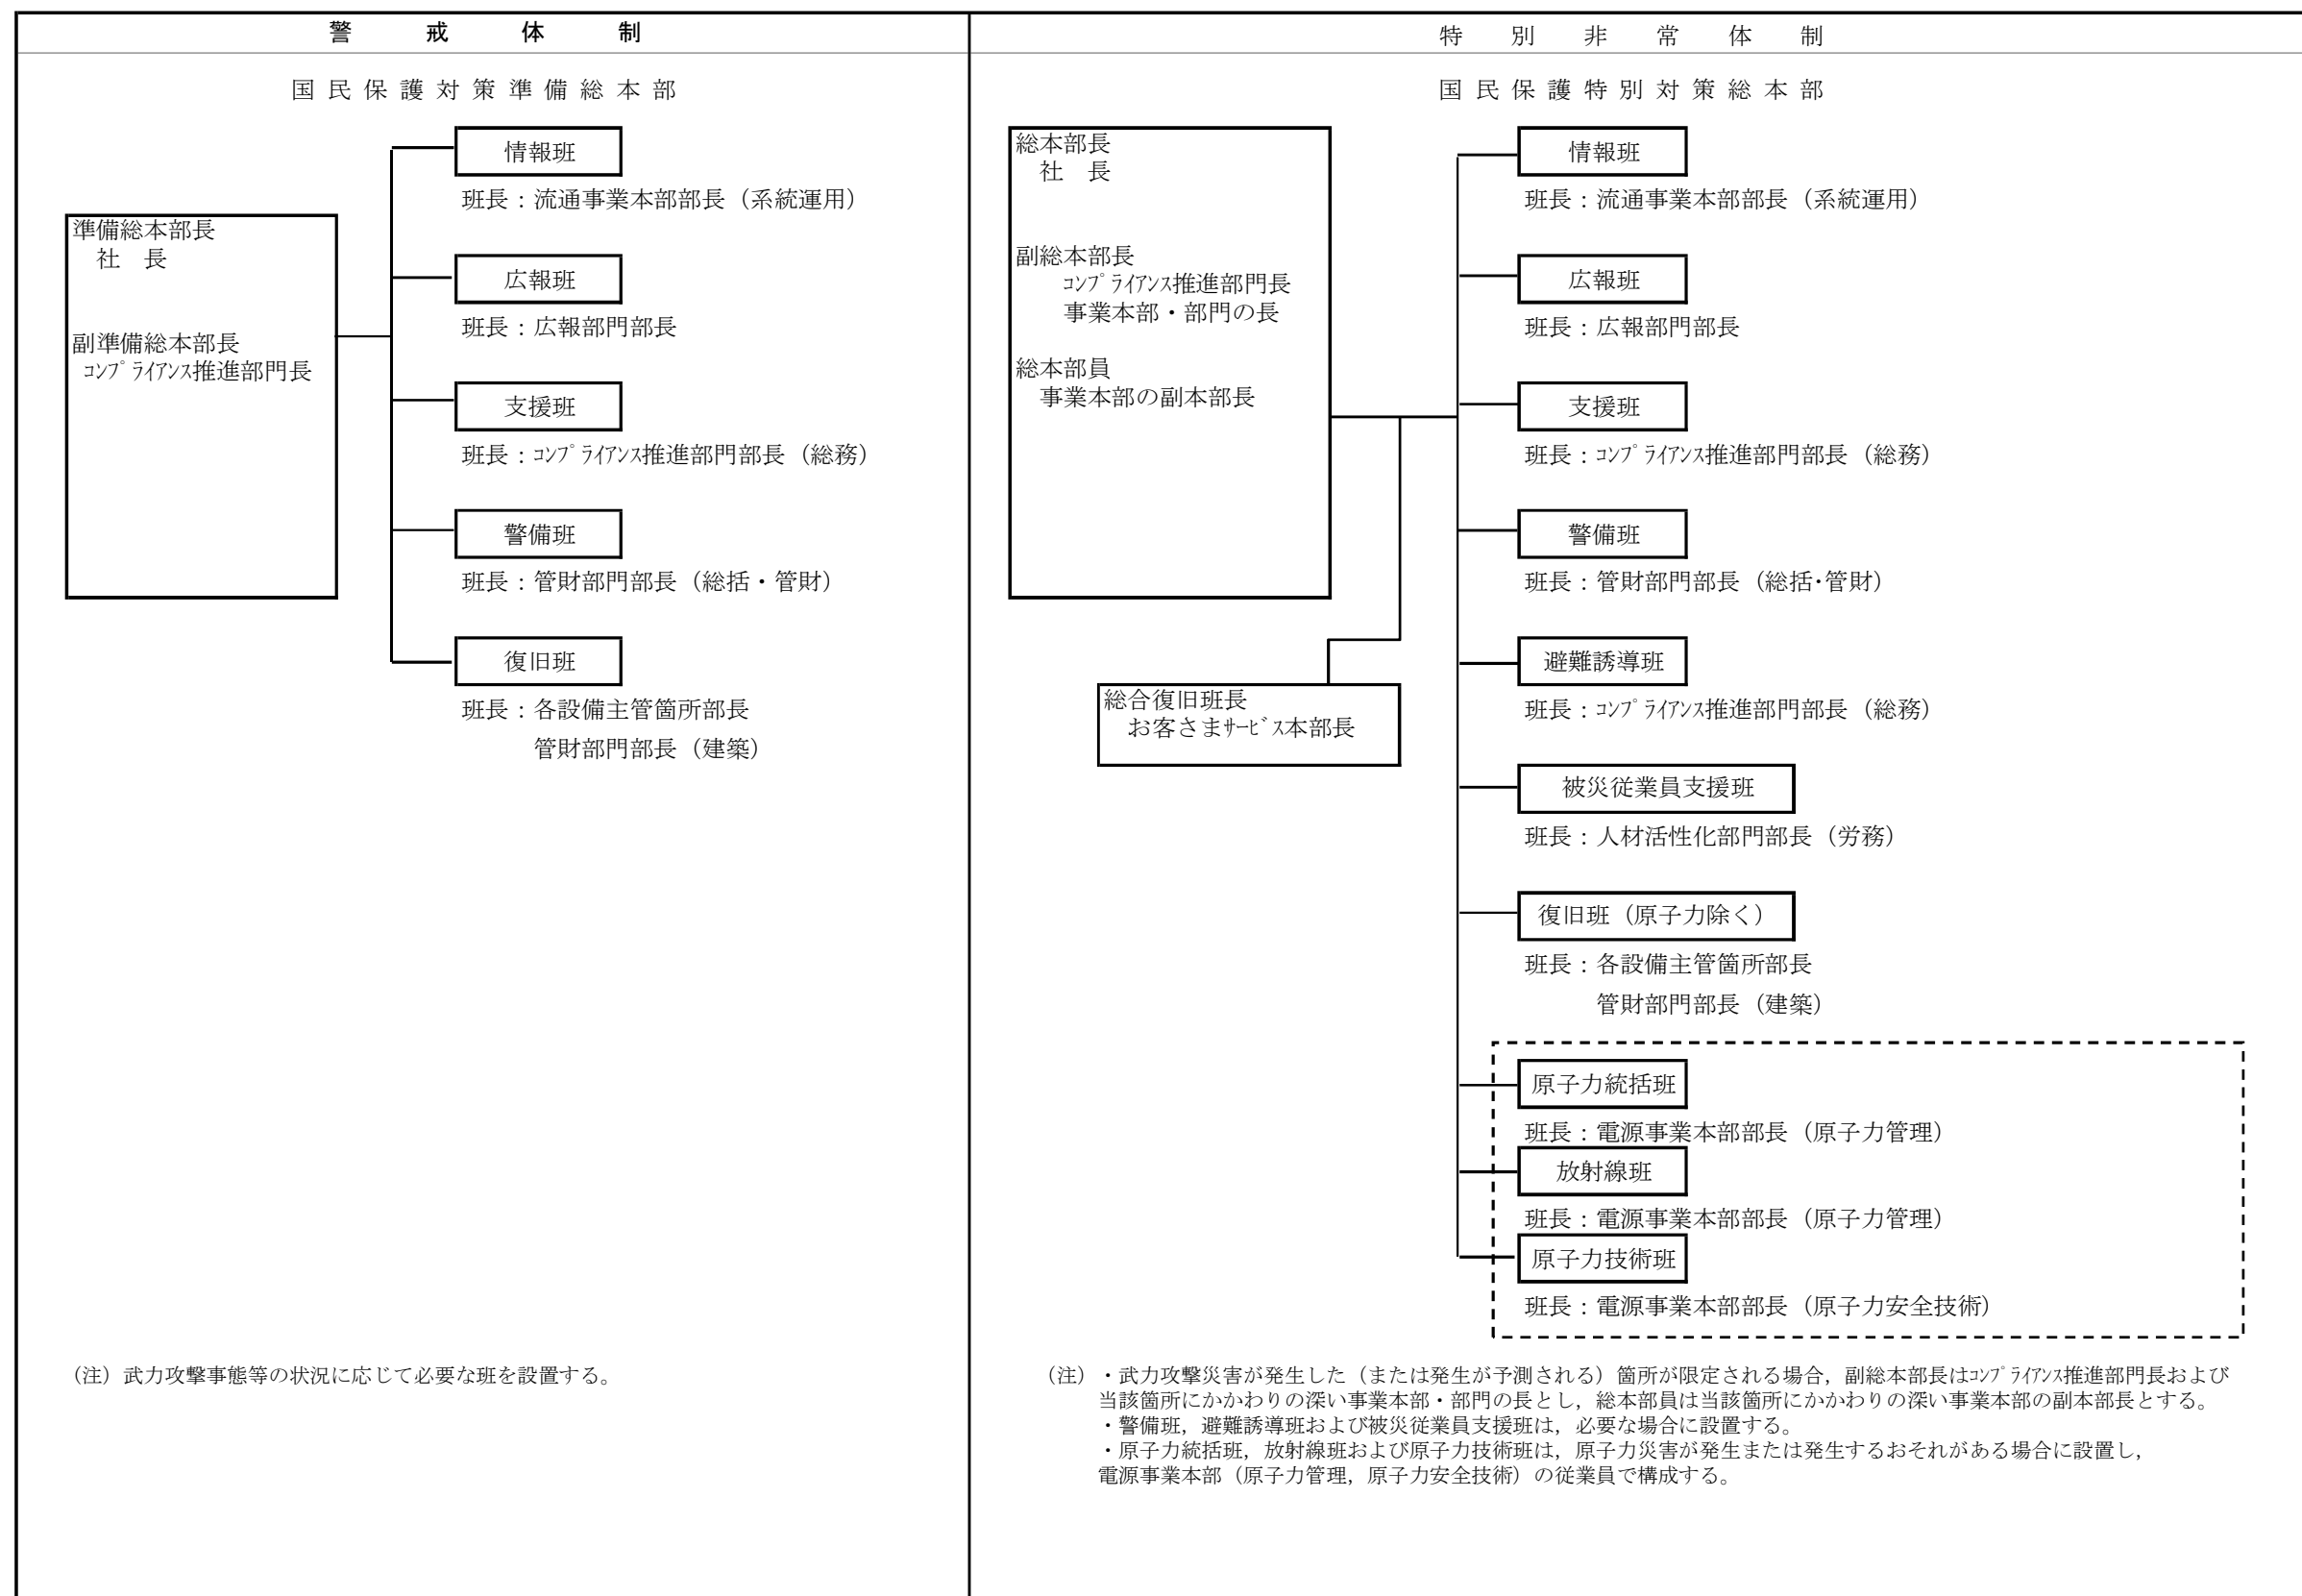 警戒体制
国民保護対策準備総本部
準備総本部長
社　長
副準備総本部長
ｺﾝﾌﾟﾗｲｱﾝｽ推進部門長
情報班
班長：流通事業本部部長（系統運用）
広報班
班長：広報部門部長
支援班
班長：ｺﾝﾌﾟﾗｲｱﾝｽ推進部門部長（総務）
警備班
班長：管財部門部長（総括・管財）
復旧班
班長：各設備主管箇所部長
管財部門部長（建築）
（注）武力攻撃事態等の状況に応じて必要な班を設置する。
特別非常体制
国民保護特別対策総本部
総本部長
社　長
副総本部長
ｺﾝﾌﾟﾗｲｱﾝｽ推進部門長
事業本部・部門の長
総本部員
事業本部の副本部長
総合復旧班長
お客さまｻｰﾋﾞｽ本部長
情報班
班長：流通事業本部部長（系統運用）
広報班
班長：広報部門部長
支援班
班長：ｺﾝﾌﾟﾗｲｱﾝｽ推進部門部長（総務）
警備班
班長：管財部門部長（総括・管財）
避難誘導班
班長：ｺﾝﾌﾟﾗｲｱﾝｽ推進部門部長（総務）
被災従業員支援班
班長：人材活性化部門部長（労務）
復旧班（原子力除く）
班長：各設備主管箇所部長
管財部門部長（建築）
原子力統括班
班長：電源事業本部部長（原子力管理）
放射線班
班長：電源事業本部部長（原子力管理）
原子力技術班
班長：電源事業本部部長（原子力安全技術）
（注）・武力攻撃災害が発生した（または発生が予測される）箇所が限定される場合，副総本部長はｺﾝﾌﾟﾗｲｱﾝｽ推進部門長および
当該箇所にかかわりの深い事業本部・部門の長とし，総本部員は当該箇所にかかわりの深い事業本部の副本部長とする。
・警備班，避難誘導班および被災従業員支援班は，必要な場合に設置する。
・原子力統括班，放射線班および原子力技術班は，原子力災害が発生または発生するおそれがある場合に設置し，
電源事業本部（原子力管理，原子力安全技術）の従業員で構成する。